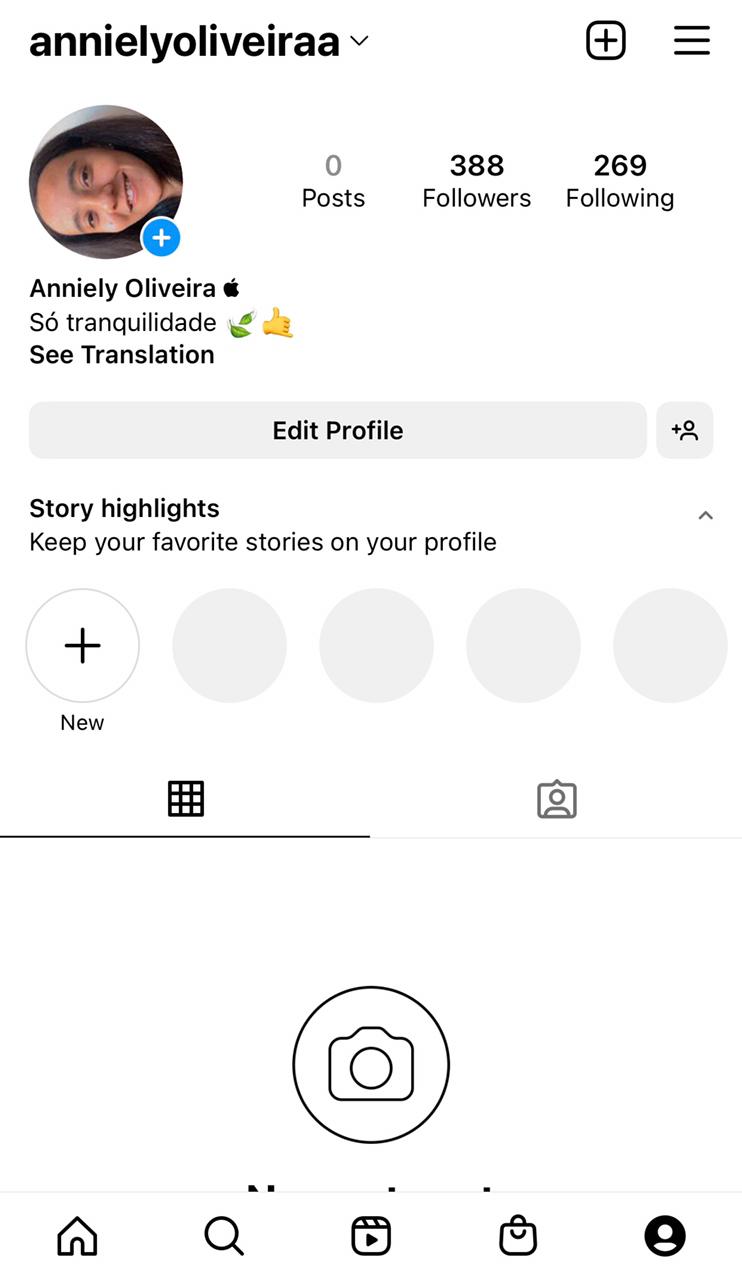 annielyoliveiraa
0 388 269
Posts Followers Following
Anniely Oliveira
Só tranquilidade 🍃 🤙
See Translation
Edit Profile
Story highlights
Keep your favorite stories on your profile
New